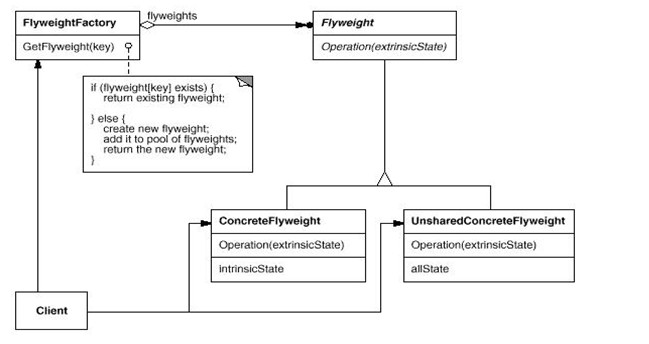 FlyweightFactory
GetFlyweight(key)
flyweights
Flyweight
Operation(extrinsicState)
if (flyweight[key] exists) {
return existing flyweight;
} else {
create new flyweight;
add it to pool of flyweights;
return the new flyweight;
}
ConcreteFlyweight
Operation(extrinsicState)
intrinsicState
UnsharedConcreteFlyweight
Operation(extrinsicState)
allState
Client